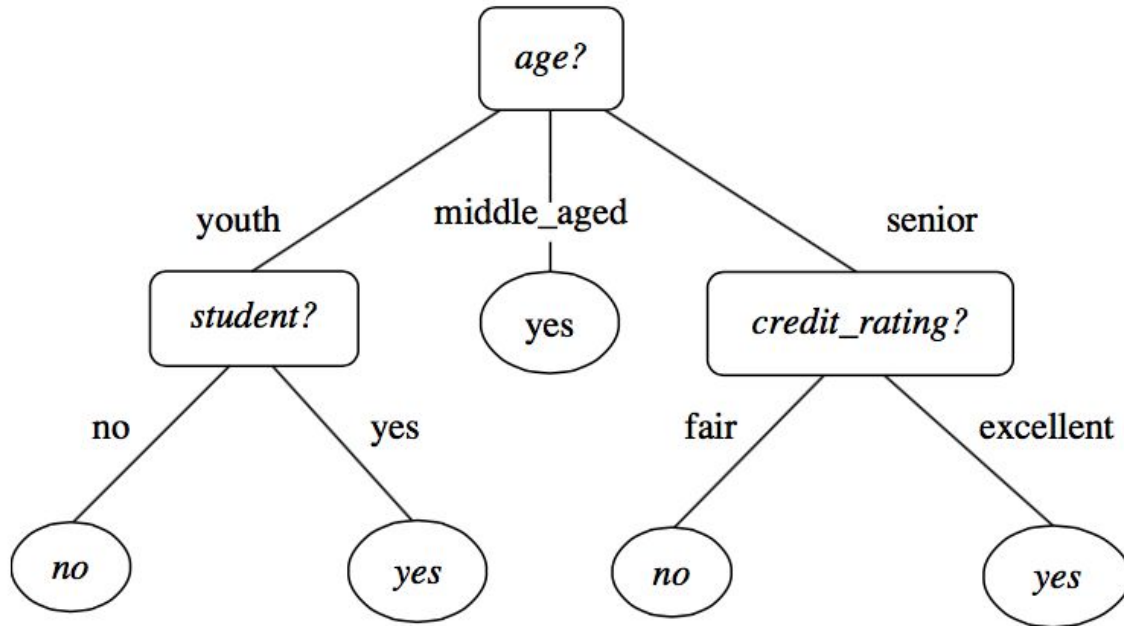 age?
youth
middle_aged
senior
student?
yes
credit_rating?
no
yes
fair
excellent
no
yes
no
yes